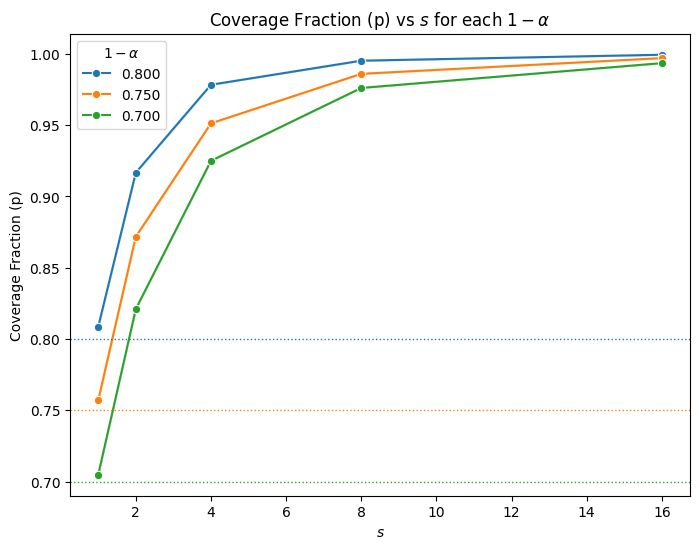 Coverage Fraction (p) vs s for each 1 − α
1 − α
0.800
0.750
0.700
Coverage Fraction (p)
1.00
0.95
0.90
0.85
0.80
0.75
0.70
2 4 6 8 10 12 14 16
s